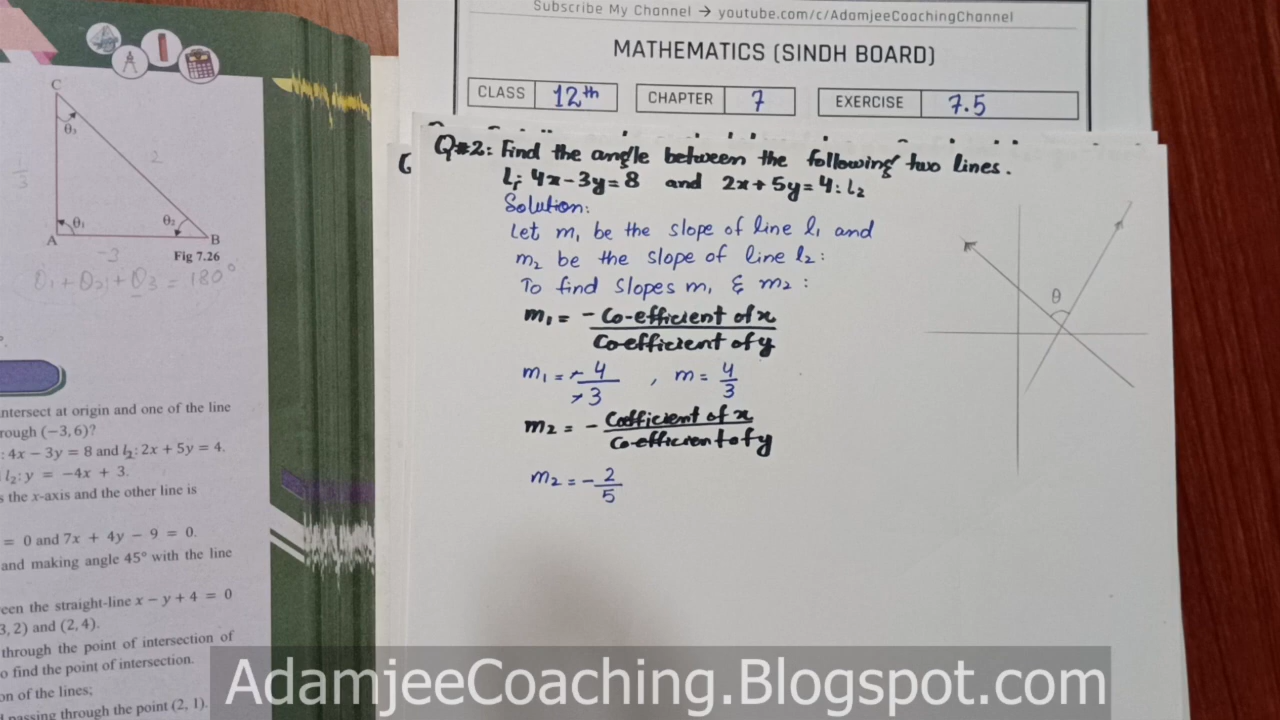 Subscribe My Channel → youtube.com/c/AdamjeeCoachingChannel
MATHEMATICS (SINDH BOARD)
CLASS 12th CHAPTER 7 EXERCISE 7.5
Q#2: Find the angle between the following two lines.
l₁: 4x-3y=8 and 2x+5y=4: l₂
Solution:
Let m₁ be the slope of line l₁ and
m₂ be the slope of line l₂:
To find slopes m₁ & m₂:
m₁ = - Co-efficient of x
Co-efficient of y
m₁ = - 4 / - 3 , m = 4/3
m₂ = - Coefficient of x
Co-efficient of y
m₂ = - 2/5
θ
C
θ₃
2
1/3
θ₁ θ₂
A B
-3
Fig 7.26
θ₁ + θ₂ + θ₃ = 180°
ntersect at origin and one of the line
rough (−3, 6)?
: 4x − 3y = 8 and l₂: 2x + 5y = 4.
l₂: y = −4x + 3.
s the x-axis and the other line is
= 0 and 7x + 4y − 9 = 0.
and making angle 45° with the line
een the straight-line x − y + 4 = 0
3, 2) and (2, 4).
through the point of intersection of
o find the point of intersection.
on of the lines;
passing through the point (2, 1).
AdamjeeCoaching.Blogspot.com